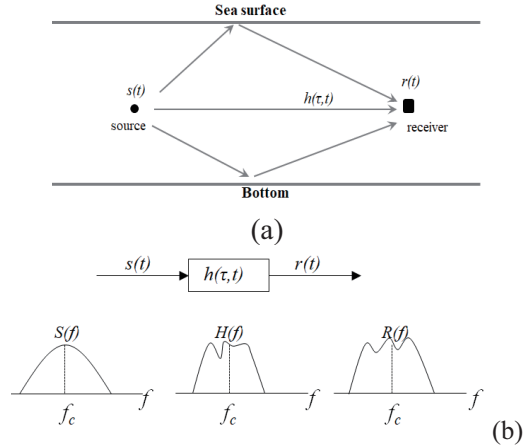 Sea surface
s(t)
r(t)
h(τ,t)
source
receiver
Bottom
(a)
s(t)
h(τ,t)
r(t)
S(f)
H(f)
R(f)
f
f
f
f_c
f_c
f_c
(b)